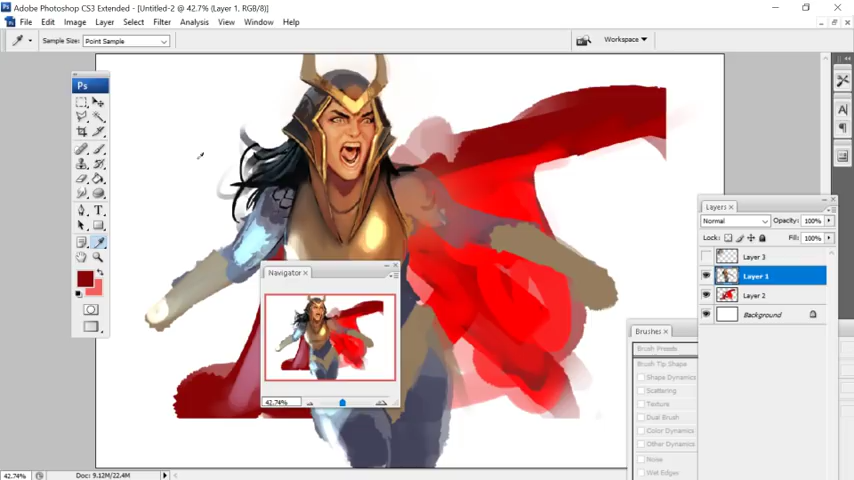 Adobe Photoshop CS3 Extended - [Untitled-2 @ 42.7% (Layer 1, RGB/8)]
File Edit Image Layer Select Filter Analysis View Window Help
Sample Size: Point Sample
Workspace
Ps
A
T
Layers
Normal
Opacity: 100%
Lock:
Fill: 100%
Layer 3
Layer 1
Layer 2
Background
Navigator
42.74%
Brushes
Brush Presets
Brush Tip Shape
Shape Dynamics
Scattering
Texture
Dual Brush
Color Dynamics
Other Dynamics
Noise
Wet Edges
42.74%
Doc: 9.12M/22.4M